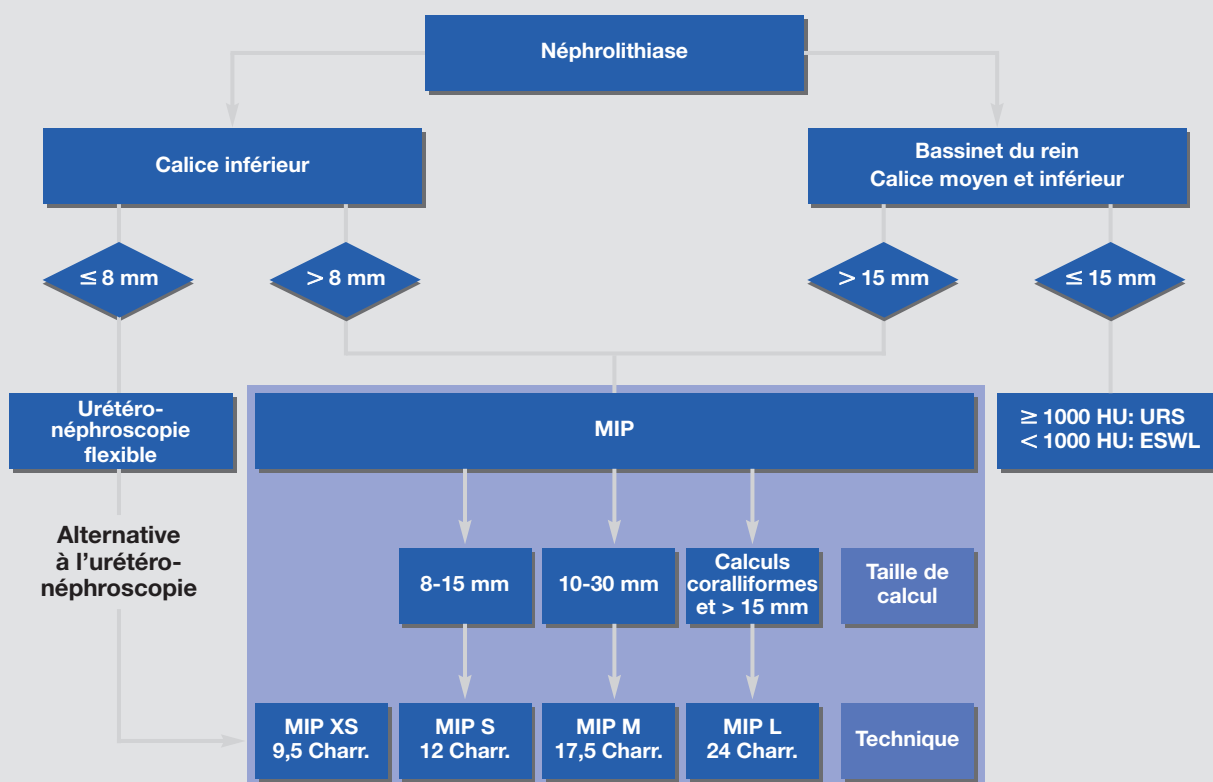 Néphrolithiase
Calice inférieur
Bassinet du rein
Calice moyen et inférieur
≤ 8 mm
> 8 mm
> 15 mm
≤ 15 mm
Urétéro-
néphroscopie
flexible
MIP
≥ 1000 HU: URS
< 1000 HU: ESWL
Alternative
à l’urétéro-
néphroscopie
8-15 mm
10-30 mm
Calculs
coralliformes
et > 15 mm
Taille de
calcul
MIP XS
9,5 Charr.
MIP S
12 Charr.
MIP M
17,5 Charr.
MIP L
24 Charr.
Technique